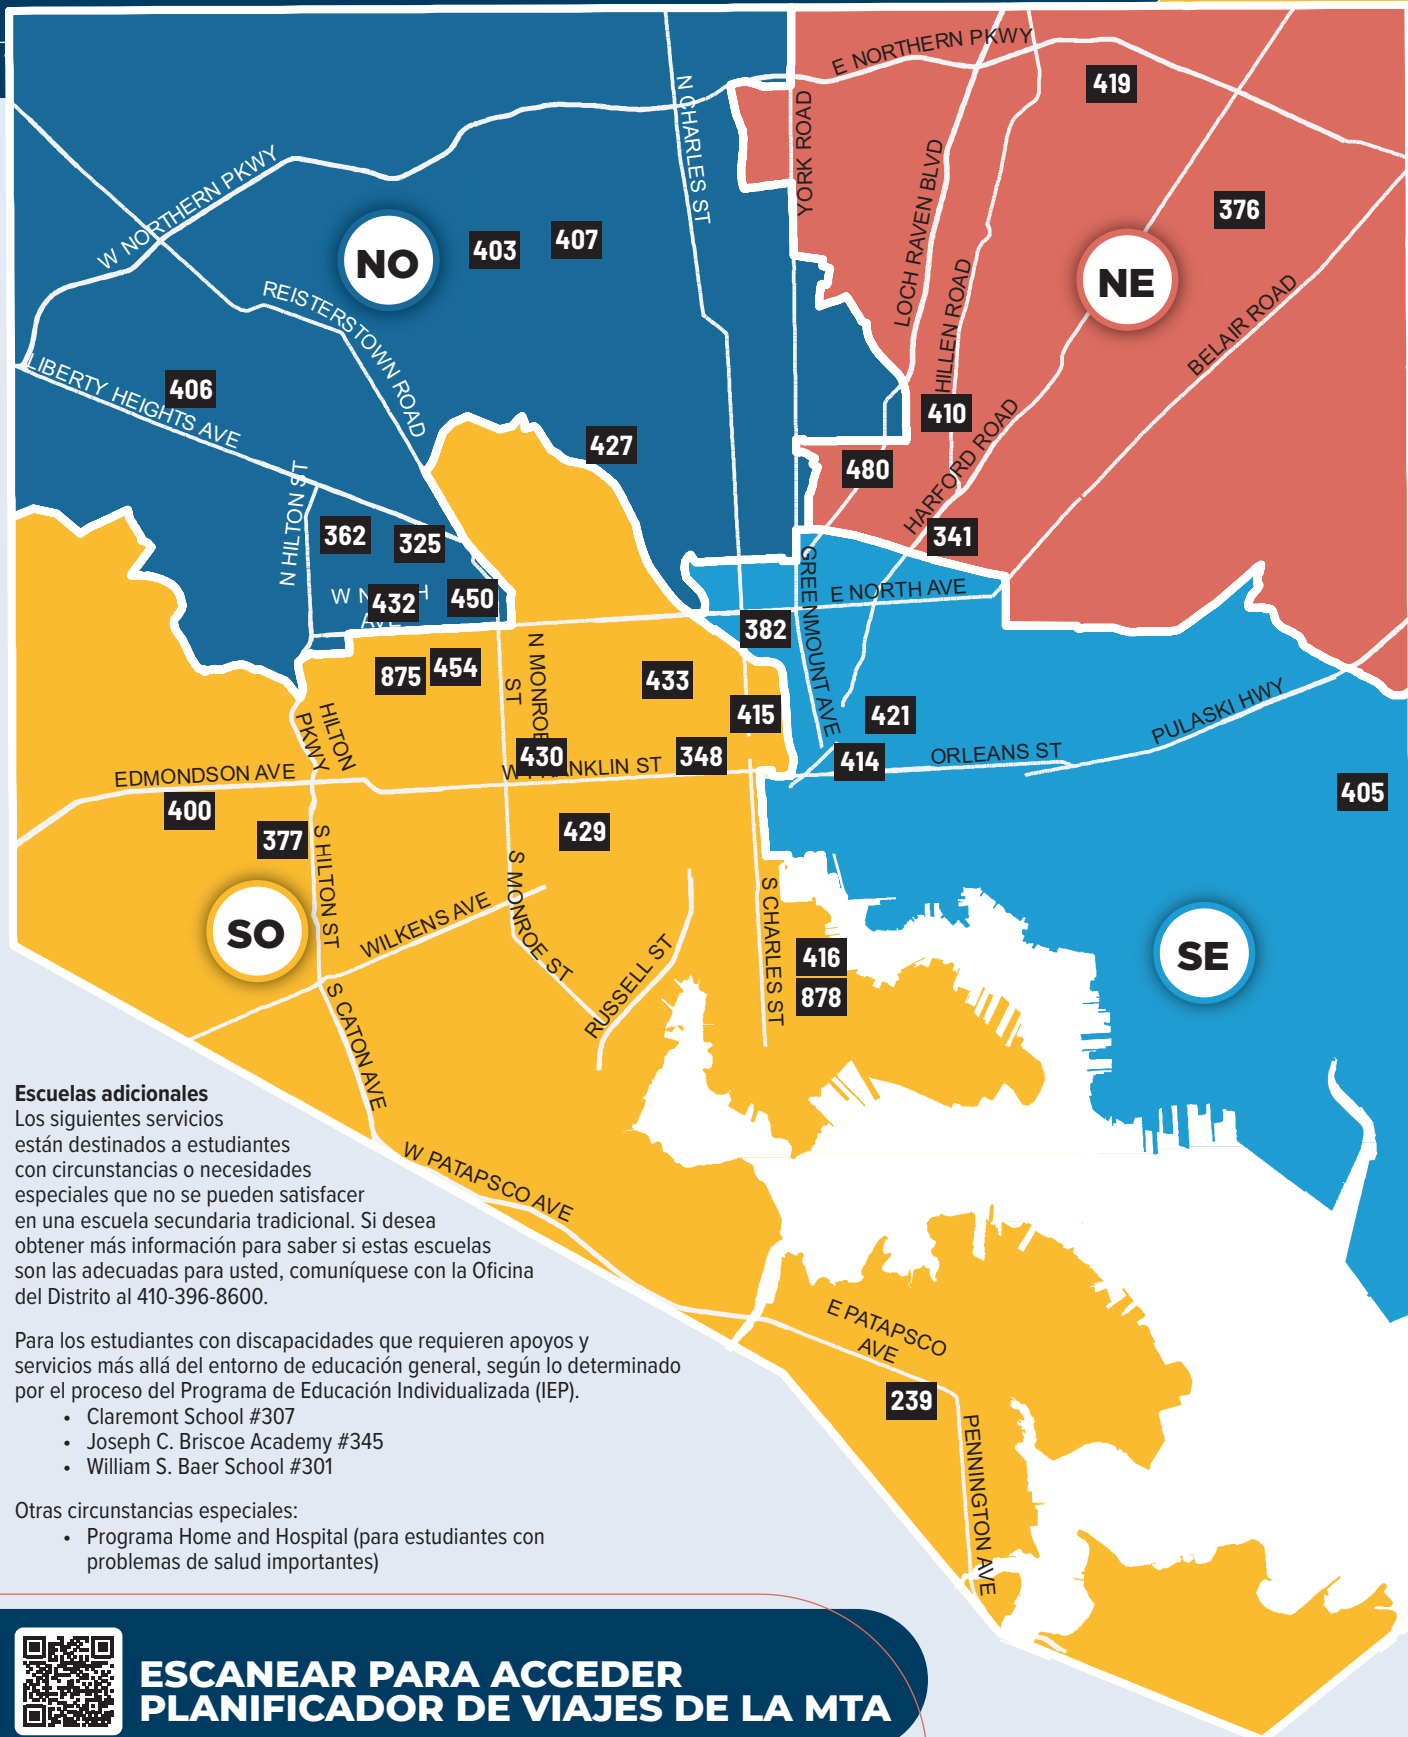 E NORTHERN PKWY
419
N CHARLES ST
YORK ROAD
LOCH RAVEN BLVD
W NORTHERN PKWY
376
403
407
NO
NE
HILLEN ROAD
REISTERSTOWN ROAD
BELAIR ROAD
LIBERTY HEIGHTS AVE
406
410
HARFORD ROAD
427
480
N HILTON ST
362
325
341
GREENMOUNT AVE
E NORTH AVE
W N
H
AVE
432
450
382
N MONROE
ST
875
454
433
HILTON
PKWY
415
421
PULASKI HWY
430
348
414
ORLEANS ST
EDMONDSON AVE
W FRANKLIN ST
400
405
377
429
S HILTON ST
S MONROE ST
S CHARLES ST
WILKENS AVE
SO
RUSSELL ST
416
SE
878
S CATON AVE
Escuelas adicionales
Los siguientes servicios
están destinados a estudiantes
con circunstancias o necesidades
especiales que no se pueden satisfacer
en una escuela secundaria tradicional. Si desea
obtener más información para saber si estas escuelas
son las adecuadas para usted, comuníquese con la Oficina
del Distrito al 410-396-8600.
W PATAPSCO AVE
E PATAPSCO
AVE
239
PENNINGTON AVE
Para los estudiantes con discapacidades que requieren apoyos y
servicios más allá del entorno de educación general, según lo determinado
por el proceso del Programa de Educación Individualizada (IEP).
• Claremont School #307
• Joseph C. Briscoe Academy #345
• William S. Baer School #301
Otras circunstancias especiales:
• Programa Home and Hospital (para estudiantes con
problemas de salud importantes)
ESCANEAR PARA ACCEDER
PLANIFICADOR DE VIAJES DE LA MTA